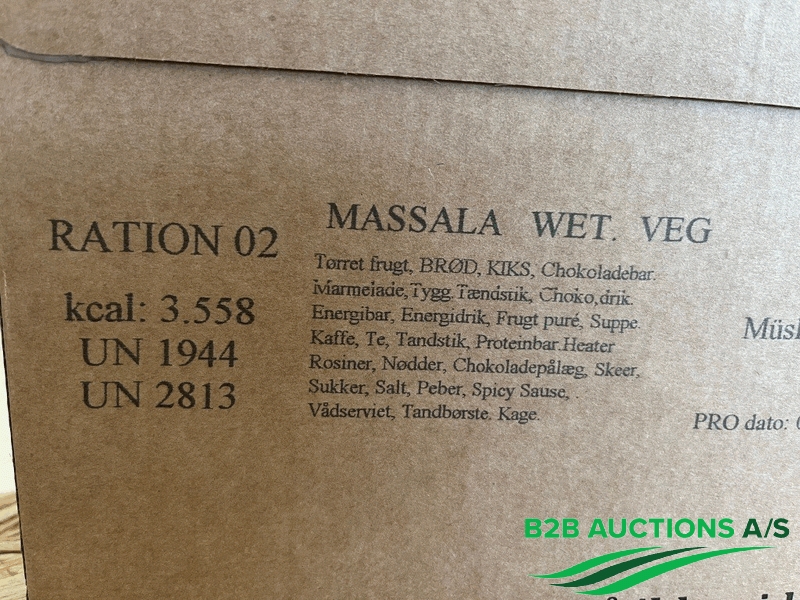 RATION 02
kcal: 3.558
UN 1944
UN 2813
MASSALA WET. VEG
Tørret frugt, BRØD, KIKS, Chokoladebar.
Marmelade, Tygg. Tændstik, Choko,drik.
Energibar, Energidrik, Frugt puré, Suppe.
Kaffe, Te, Tandstik, Proteinbar.Heater
Rosiner, Nødder, Chokoladepålæg, Skeer,
Sukker, Salt, Peber, Spicy Sause, .
Vådserviet, Tandbørste. Kage.
PRO dato:
B2B AUCTIONS A/S